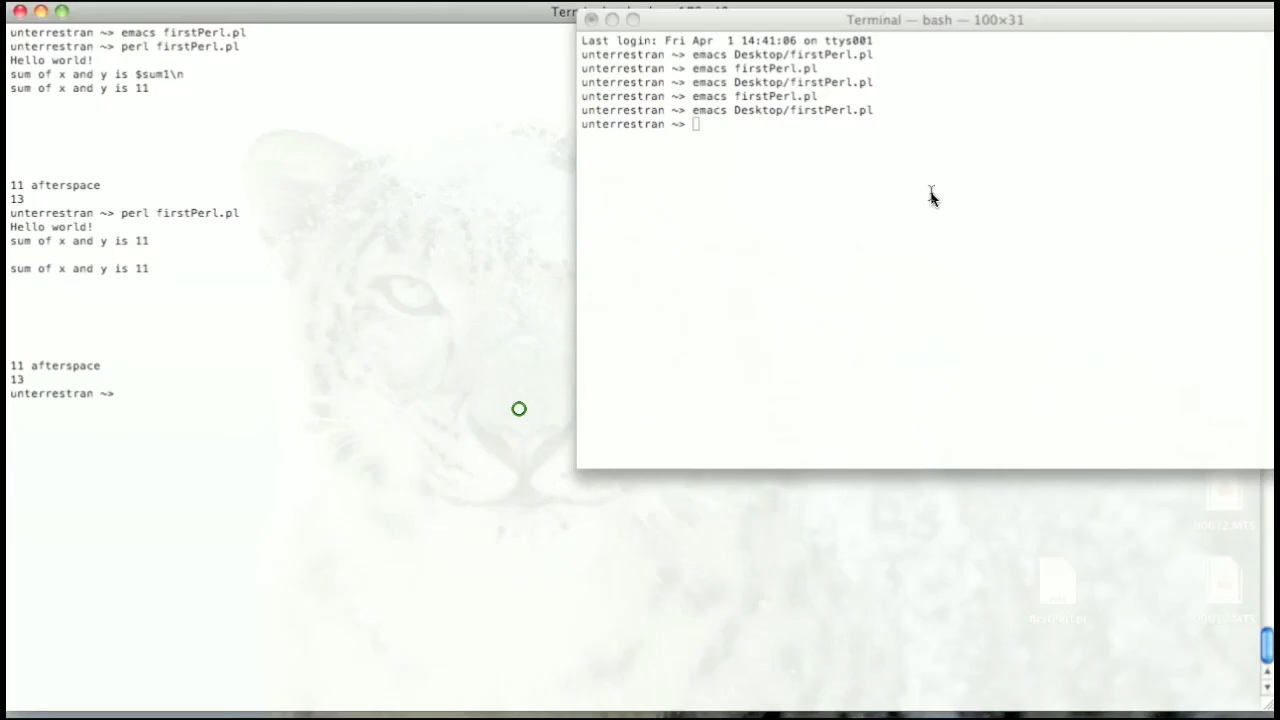 unterrestran ~> emacs firstPerl.pl
unterrestran ~> perl firstPerl.pl
Hello world!
sum of x and y is $sum1\n
sum of x and y is 11
11 afterspace
13
unterrestran ~> perl firstPerl.pl
Hello world!
sum of x and y is 11
sum of x and y is 11
11 afterspace
13
unterrestran ~>
Terminal — bash — 100×31
Last login: Fri Apr  1 14:41:06 on ttys001
unterrestran ~> emacs Desktop/firstPerl.pl
unterrestran ~> emacs firstPerl.pl
unterrestran ~> emacs Desktop/firstPerl.pl
unterrestran ~> emacs firstPerl.pl
unterrestran ~> emacs Desktop/firstPerl.pl
unterrestran ~>